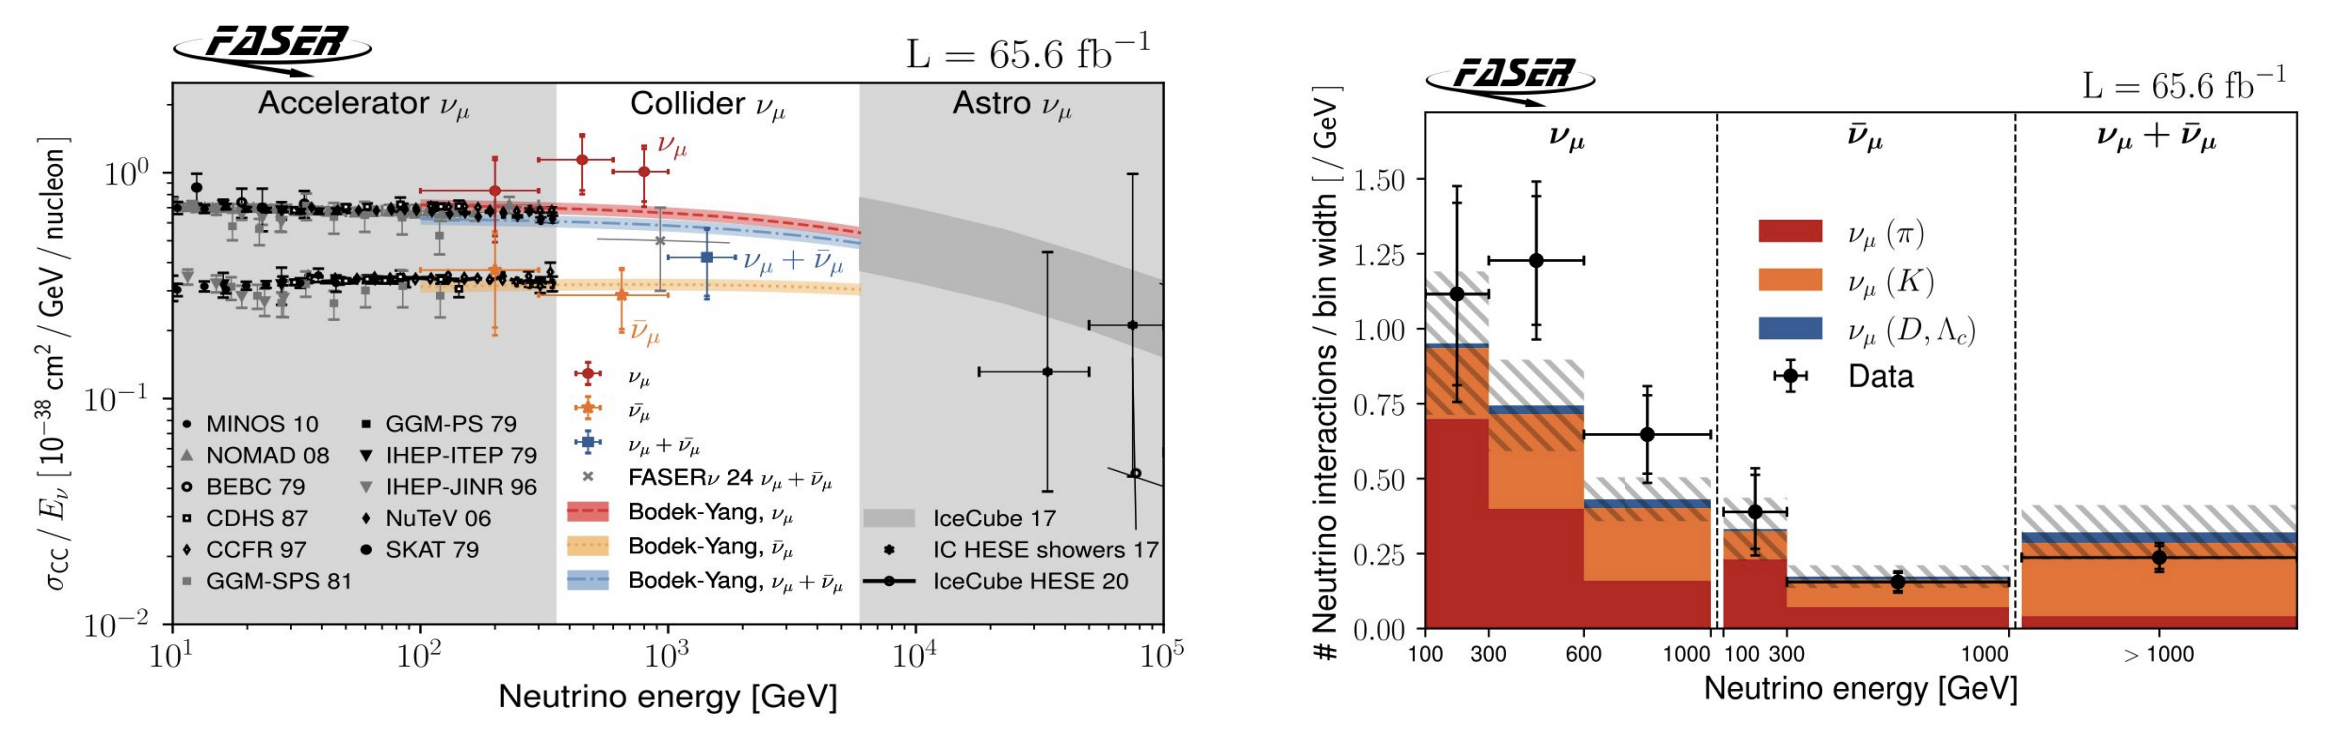 FASER
L = 65.6 fb⁻¹
Accelerator νμ
Collider νμ
Astro νμ
νμ
νμ + ν̄μ
ν̄μ
σCC / Eν [10⁻³⁸ cm² / GeV / nucleon]
10⁰
10⁻¹
10⁻²
MINOS 10
NOMAD 08
BEBC 79
CDHS 87
CCFR 97
GGM-SPS 81
GGM-PS 79
IHEP-ITEP 79
IHEP-JINR 96
NuTeV 06
SKAT 79
νμ
ν̄μ
νμ + ν̄μ
FASERν 24 νμ + ν̄μ
Bodek-Yang, νμ
Bodek-Yang, ν̄μ
Bodek-Yang, νμ + ν̄μ
IceCube 17
IC HESE showers 17
IceCube HESE 20
10¹ 10² 10³ 10⁴ 10⁵
Neutrino energy [GeV]
FASER
L = 65.6 fb⁻¹
νμ
ν̄μ
νμ + ν̄μ
# Neutrino interactions / bin width [ / GeV ]
1.50
1.25
1.00
0.75
0.50
0.25
0.00
νμ (π)
νμ (K)
νμ (D, Λc)
Data
100 300 600 1000 100 300 1000 > 1000
Neutrino energy [GeV]